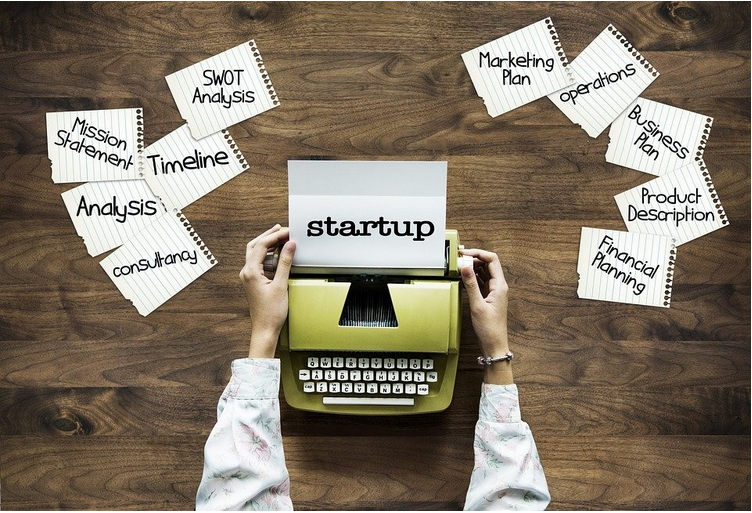 SWOT
Analysis
Mission
Statement
Timeline
Analysis
consultancy
startup
Marketing
Plan
operations
Business
Plan
Product
Description
Financial
Planning